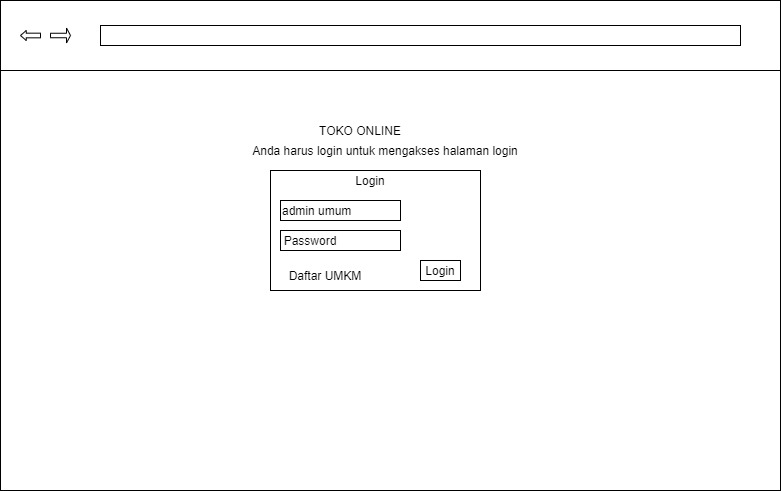 TOKO ONLINE
Anda harus login untuk mengakses halaman login
Login
admin umum
Password
Daftar UMKM
Login